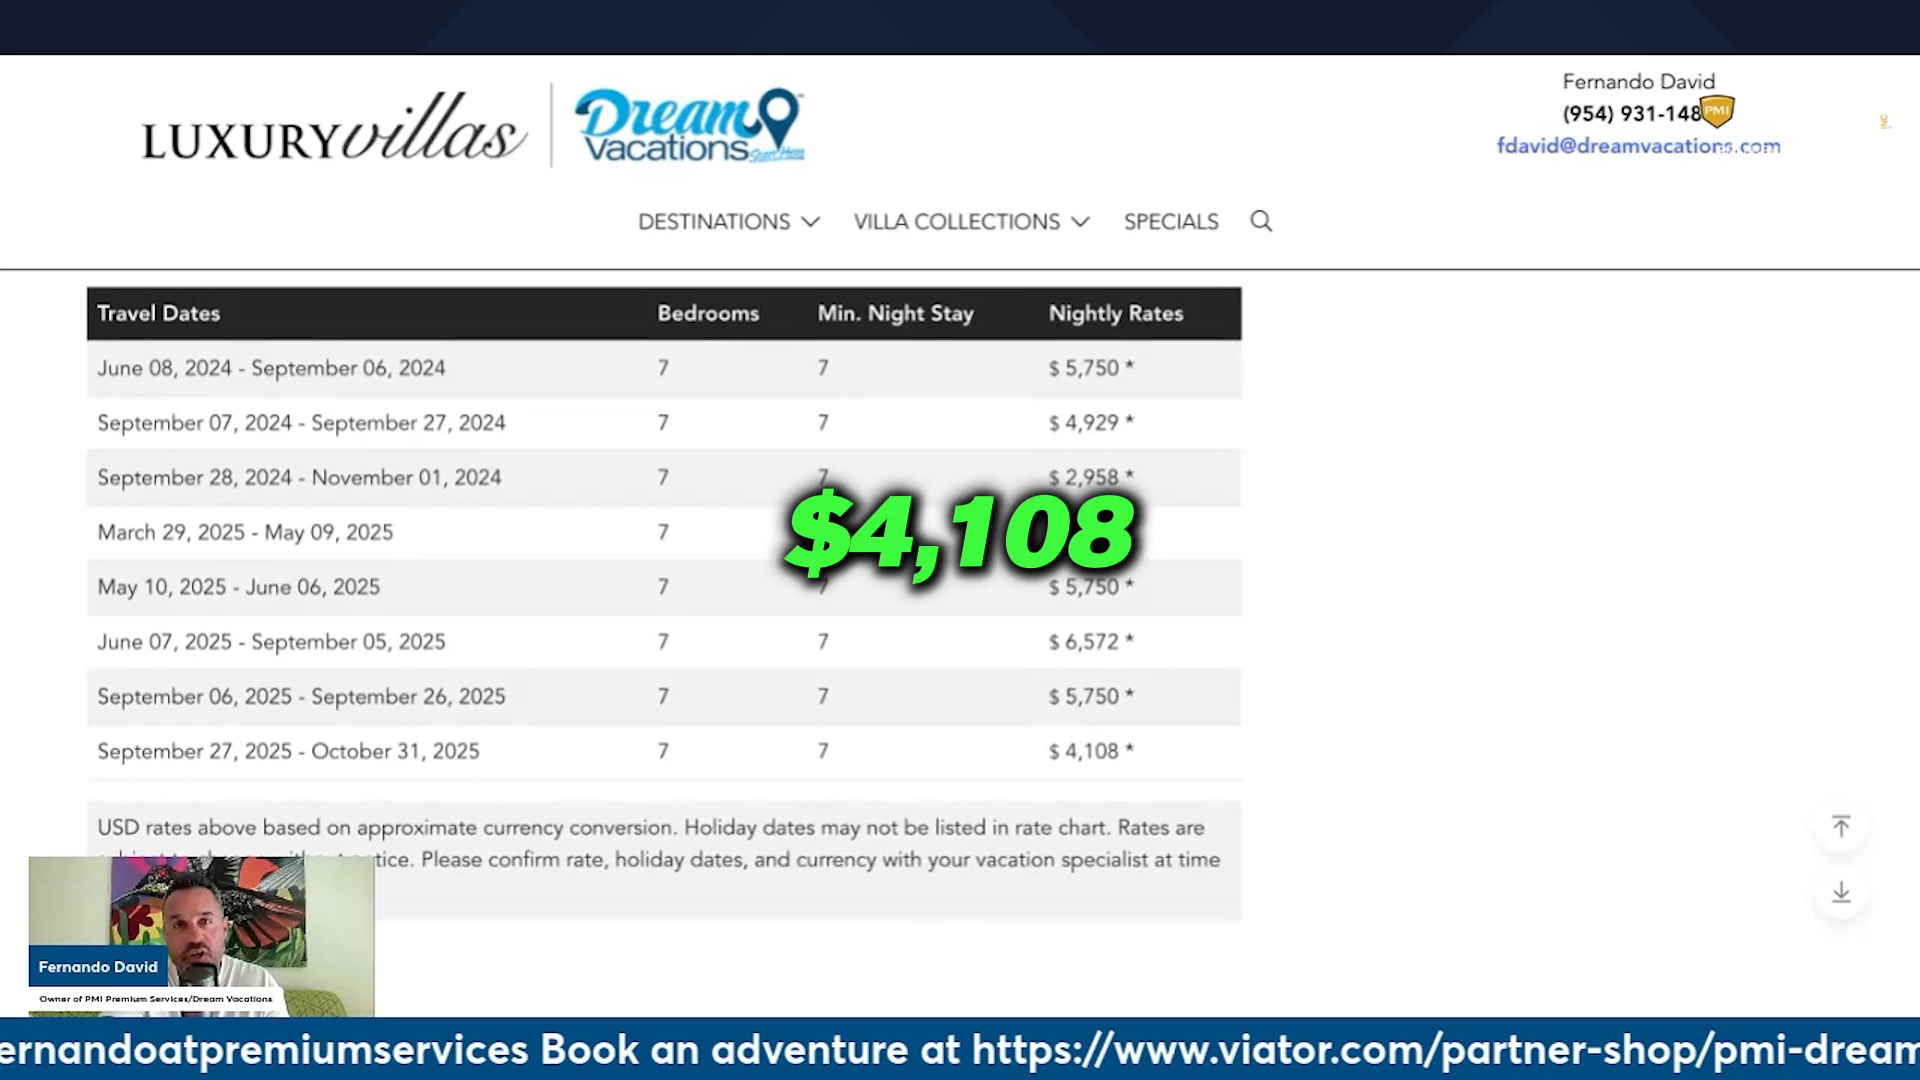 LUXURYvillas
Dream
Vacations
Start Here
Fernando David
(954) 931-148
PMI
INC
fdavid@dreamvacations.com
DESTINATIONS VILLA COLLECTIONS SPECIALS
Travel Dates Bedrooms Min. Night Stay Nightly Rates
June 08, 2024 - September 06, 2024 7 7 $ 5,750 *
September 07, 2024 - September 27, 2024 7 7 $ 4,929 *
September 28, 2024 - November 01, 2024 7 7 $ 2,958 *
March 29, 2025 - May 09, 2025 7
$4,108
May 10, 2025 - June 06, 2025 7 7 $ 5,750 *
June 07, 2025 - September 05, 2025 7 7 $ 6,572 *
September 06, 2025 - September 26, 2025 7 7 $ 5,750 *
September 27, 2025 - October 31, 2025 7 7 $ 4,108 *
USD rates above based on approximate currency conversion. Holiday dates may not be listed in rate chart. Rates are
Please confirm rate, holiday dates, and currency with your vacation specialist at time
Fernando David
Owner of PMI Premium Services/Dream Vacations
ernandoatpremiumservices Book an adventure at https://www.viator.com/partner-shop/pmi-dream